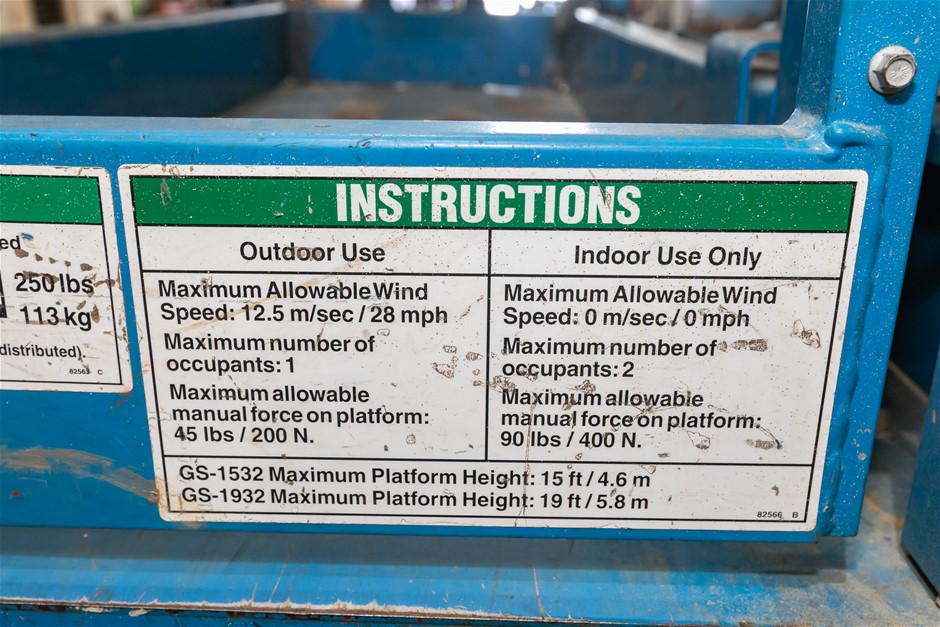 ed
250 lbs
113 kg
distributed).
82563 C
INSTRUCTIONS
Outdoor Use
Maximum Allowable Wind
Speed: 12.5 m/sec / 28 mph
Maximum number of
occupants: 1
Maximum allowable
manual force on platform:
45 lbs / 200 N.
Indoor Use Only
Maximum Allowable Wind
Speed: 0 m/sec / 0 mph
Maximum number of
occupants: 2
Maximum allowable
manual force on platform:
90 lbs / 400 N.
GS-1532 Maximum Platform Height: 15 ft / 4.6 m
GS-1932 Maximum Platform Height: 19 ft / 5.8 m
82566 B